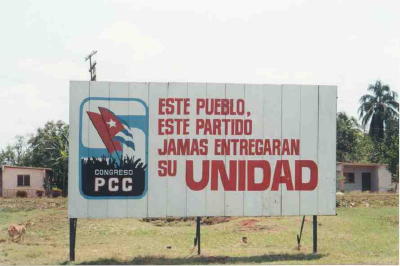 ESTE PUEBLO,
ESTE PARTIDO
JAMAS ENTREGARAN
SU UNIDAD
CONGRESO
PCC